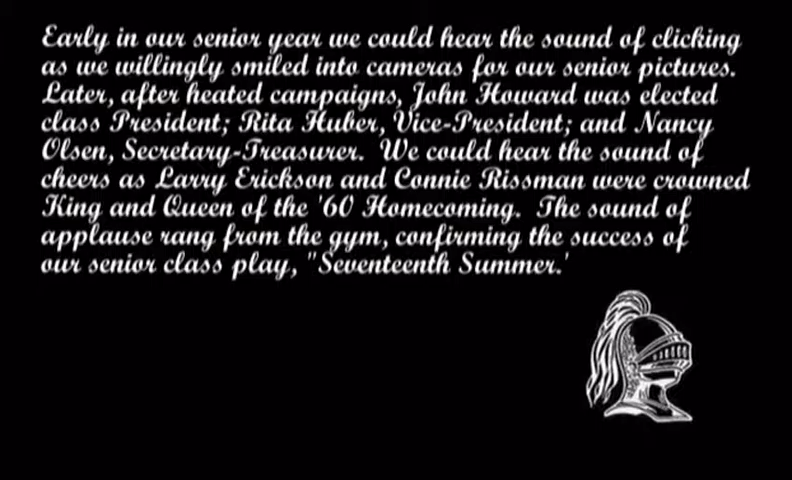 Early in our senior year we could hear the sound of clicking
as we willingly smiled into cameras for our senior pictures.
Later, after heated campaigns, John Howard was elected
class President; Rita Huber, Vice-President; and Nancy
Olsen, Secretary-Treasurer. We could hear the sound of
cheers as Larry Erickson and Connie Rissman were crowned
King and Queen of the '60 Homecoming. The sound of
applause rang from the gym, confirming the success of
our senior class play, "Seventeenth Summer.'